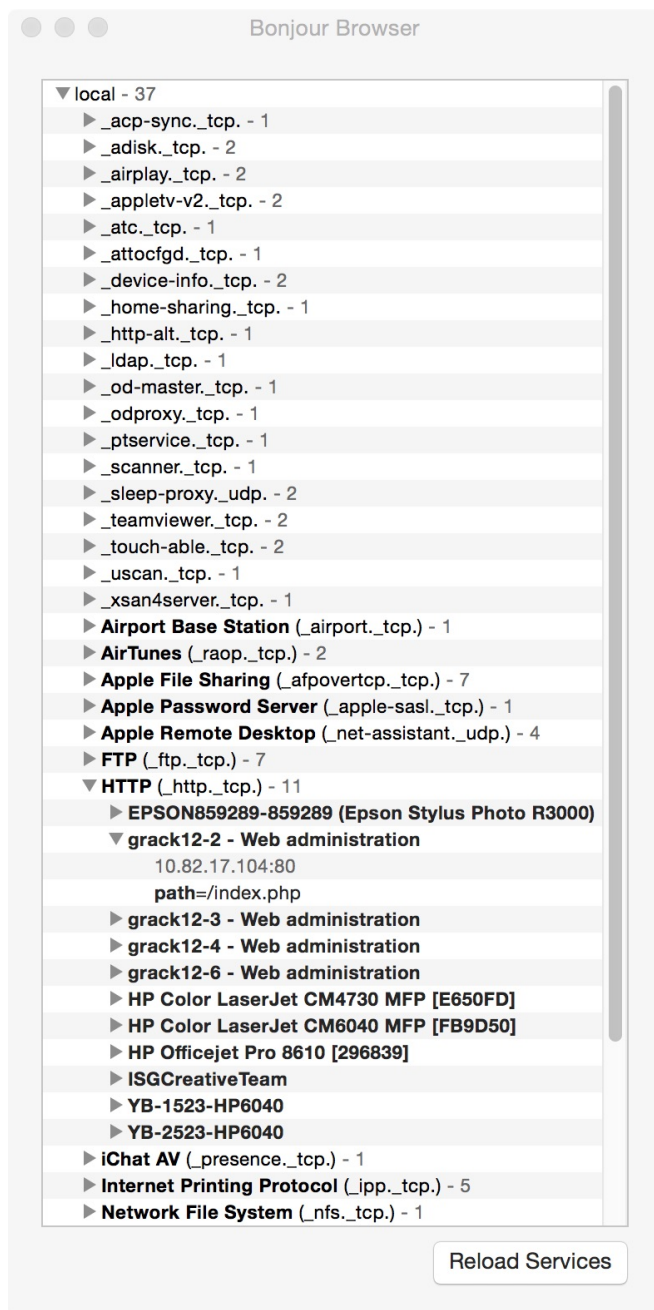 Bonjour Browser
local - 37
_acp-sync._tcp. - 1
_adisk._tcp. - 2
_airplay._tcp. - 2
_appletv-v2._tcp. - 2
_atc._tcp. - 1
_attocfgd._tcp. - 1
_device-info._tcp. - 2
_home-sharing._tcp. - 1
_http-alt._tcp. - 1
_ldap._tcp. - 1
_od-master._tcp. - 1
_odproxy._tcp. - 1
_ptservice._tcp. - 1
_scanner._tcp. - 1
_sleep-proxy._udp. - 2
_teamviewer._tcp. - 2
_touch-able._tcp. - 2
_uscan._tcp. - 1
_xsan4server._tcp. - 1
Airport Base Station (_airport._tcp.) - 1
AirTunes (_raop._tcp.) - 2
Apple File Sharing (_afpovertcp._tcp.) - 7
Apple Password Server (_apple-sasl._tcp.) - 1
Apple Remote Desktop (_net-assistant._udp.) - 4
FTP (_ftp._tcp.) - 7
HTTP (_http._tcp.) - 11
EPSON859289-859289 (Epson Stylus Photo R3000)
grack12-2 - Web administration
10.82.17.104:80
path=/index.php
grack12-3 - Web administration
grack12-4 - Web administration
grack12-6 - Web administration
HP Color LaserJet CM4730 MFP [E650FD]
HP Color LaserJet CM6040 MFP [FB9D50]
HP Officejet Pro 8610 [296839]
ISGCreativeTeam
YB-1523-HP6040
YB-2523-HP6040
iChat AV (_presence._tcp.) - 1
Internet Printing Protocol (_ipp._tcp.) - 5
Network File System (_nfs._tcp.) - 1
Reload Services